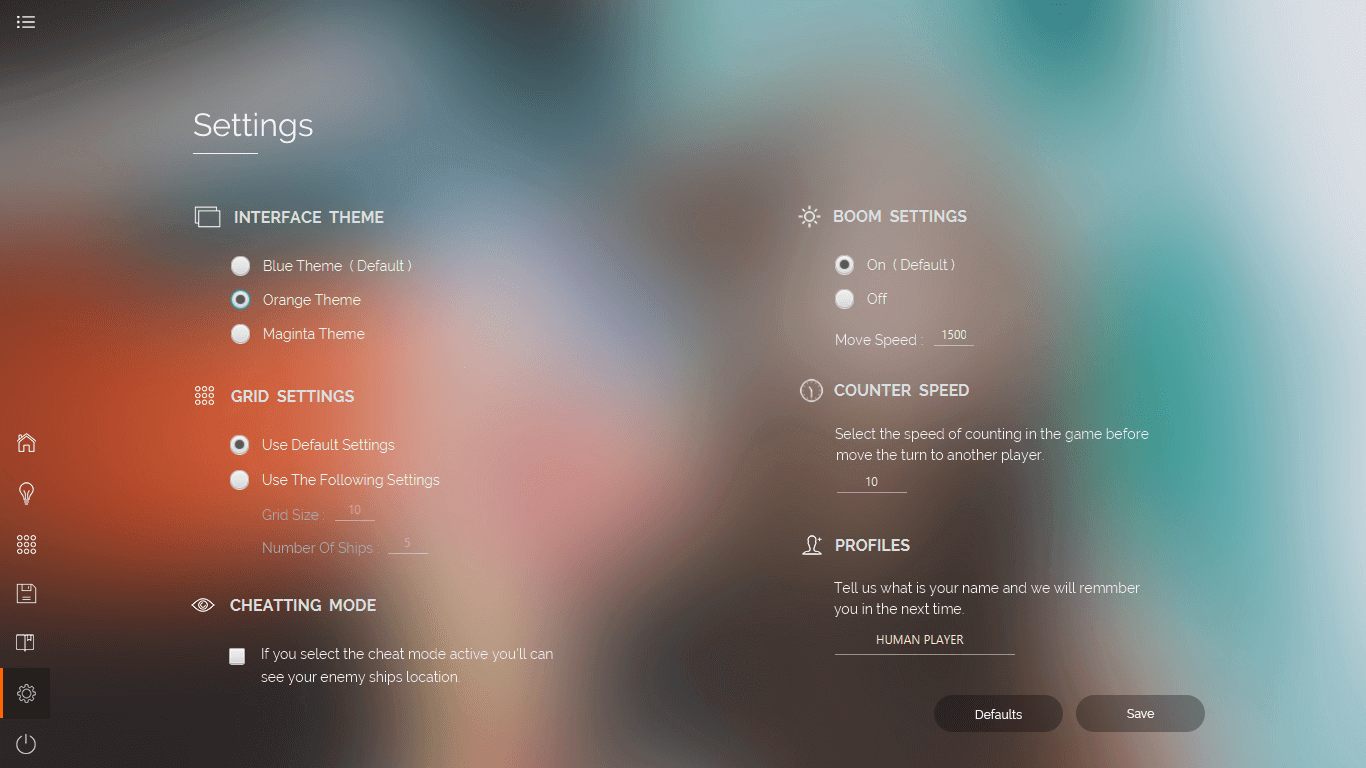 Settings
INTERFACE THEME
Blue Theme ( Default )
Orange Theme
Maginta Theme
GRID SETTINGS
Use Default Settings
Use The Following Settings
Grid Size : 10
Number Of Ships : 5
CHEATTING MODE
If you select the cheat mode active you'll can
see your enemy ships location.
BOOM SETTINGS
On ( Default )
Off
Move Speed : 1500
COUNTER SPEED
Select the speed of counting in the game before
move the turn to another player.
10
PROFILES
Tell us what is your name and we will remmber
you in the next time.
HUMAN PLAYER
Defaults
Save